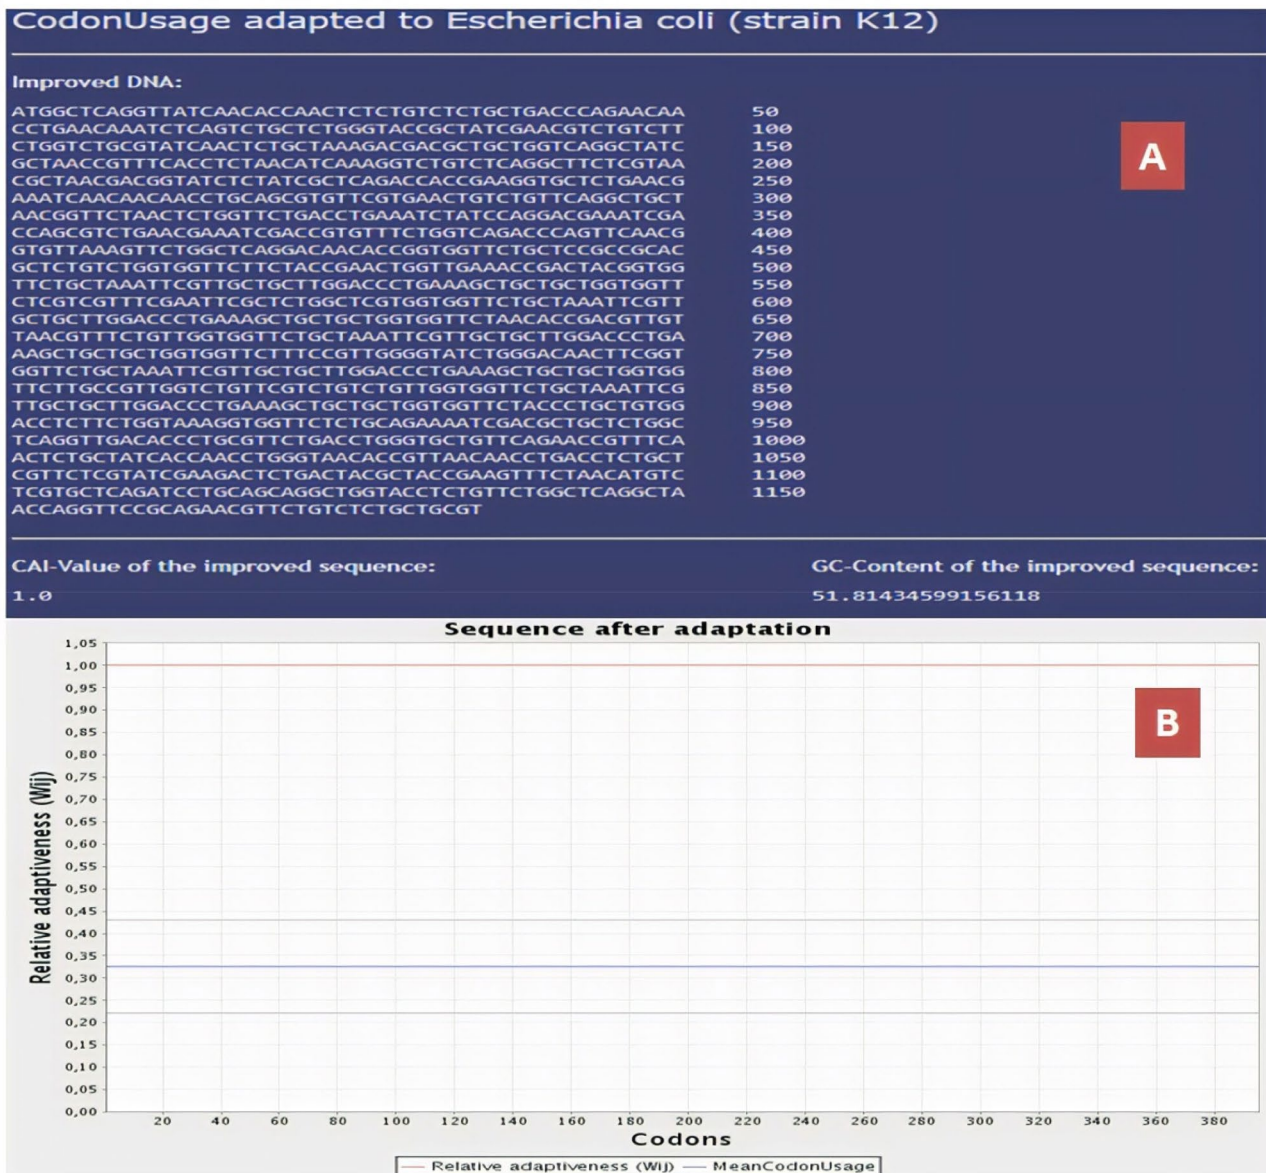 CodonUsage adapted to Escherichia coli (strain K12)
Improved DNA:
ATGGCTCAGGTTATCAACACCAACTCTCTGTCTCTGCTGACCCAGAACAA 50
CCTGAACAAATCTCAGTCTGCTCTGGGTACCGCTATCGAACGTCTGTCTT 100
CTGGTCTGCGTATCAACTCTGCTAAAGACGACGCTGCTGGTCAGGCTATC 150
GCTAACCGTTTCACCTCTAACATCAAAGGTCTGTCTCAGGCTTCTCGTAA 200
CGCTAACGACGGTATCTCTATCGCTCAGACCACCGAAGGTGCTCTGAACG 250
AAATCAACAACAACCTGCAGCGTGTTCGTGAACTGTCTGTTCAGGCTGCT 300
AACGGTTCTAACTCTGGTTCTGACCTGAAATCTATCCAGGACGAAATCGA 350
CCAGCGTCTGAACGAAATCGACCGTGTTTCTGGTCAGACCCAGTTCAACG 400
GTGTTAAAGTTCTGGCTCAGGACAACACCGGTGGTTCTGCTCCGCCGCAC 450
GCTCTGTCTGGTGGTTCTTCTACCGAACTGGTTGAAACCGACTACGGTGG 500
TTCTGCTAAATTCGTTGCTGCTTGGACCCTGAAAGCTGCTGCTGGTGGTT 550
CTCGTCGTTTCGAATTCGCTCTGGCTCGTGGTGGTTCTGCTAAATTCGTT 600
GCTGCTTGGACCCTGAAAGCTGCTGCTGGTGGTTCTAACACCGACGTTGT 650
TAACGTTTCTGTTGGTGGTTCTGCTAAATTCGTTGCTGCTTGGACCCTGA 700
AAGCTGCTGCTGGTGGTTCTTTCCGTTGGGGTATCTGGGACAACTTCGGT 750
GGTTCTGCTAAATTCGTTGCTGCTTGGACCCTGAAAGCTGCTGCTGGTGG 800
TTCTTGCCGTTGGTCTGTTCGTCTGTCTGTTGGTGGTTCTGCTAAATTCG 850
TTGCTGCTTGGACCCTGAAAGCTGCTGCTGGTGGTTCTACCCTGCTGTGG 900
ACCTCTTCTGGTAAAGGTGGTTCTCTGCAGAAAATCGACGCTGCTCTGGC 950
TCAGGTTGACACCCTGCGTTCTGACCTGGGTGCTGTTCAGAACCGTTTCA 1000
ACTCTGCTATCACCAACCTGGGTAACACCGTTAACAACCTGACCTCTGCT 1050
CGTTCTCGTATCGAAGACTCTGACTACGCTACCGAAGTTTCTAACATGTC 1100
TCGTGCTCAGATCCTGCAGCAGGCTGGTACCTCTGTTCTGGCTCAGGCTA 1150
ACCAGGTTCCGCAGAACGTTCTGTCTCTGCTGCGT
A
CAI-Value of the improved sequence: GC-Content of the improved sequence:
1.0 51.81434599156118
Sequence after adaptation
B
Relative adaptiveness (Wij)
1,05
1,00
0,95
0,90
0,85
0,80
0,75
0,70
0,65
0,60
0,55
0,50
0,45
0,40
0,35
0,30
0,25
0,20
0,15
0,10
0,05
0,00
20 40 60 80 100 120 140 160 180 200 220 240 260 280 300 320 340 360 380
Codons
Relative adaptiveness (Wij) MeanCodonUsage